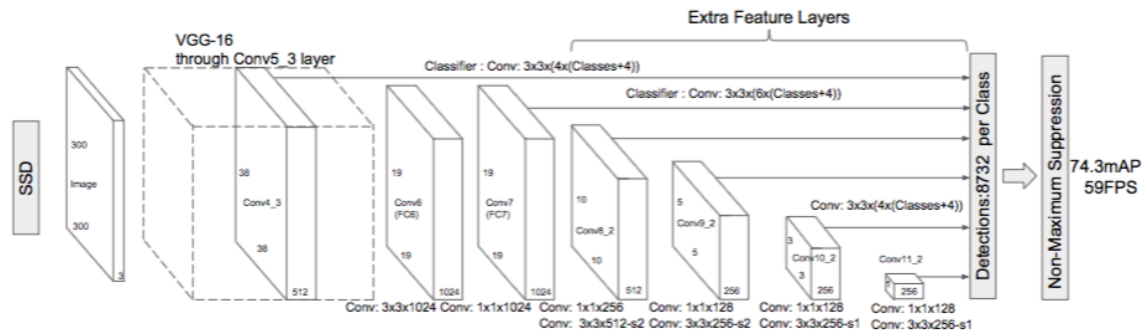 Extra Feature Layers
VGG-16
through Conv5_3 layer
Classifier : Conv: 3x3x(4x(Classes+4))
Classifier : Conv: 3x3x(6x(Classes+4))
SSD
300
Image
300
3
38
Conv4_3
38
512
19
Conv6
(FC6)
19
1024
19
Conv7
(FC7)
19
1024
10
Conv8_2
10
512
5
Conv9_2
5
256
Conv: 3x3x(4x(Classes+4))
3
Conv10_2
3
256
Conv11_2
256
Detections:8732 per Class
Non-Maximum Suppression
74.3mAP
59FPS
Conv: 3x3x1024
Conv: 1x1x1024
Conv: 1x1x256
Conv: 3x3x512-s2
Conv: 1x1x128
Conv: 3x3x256-s2
Conv: 1x1x128
Conv: 3x3x256-s1
Conv: 1x1x128
Conv: 3x3x256-s1